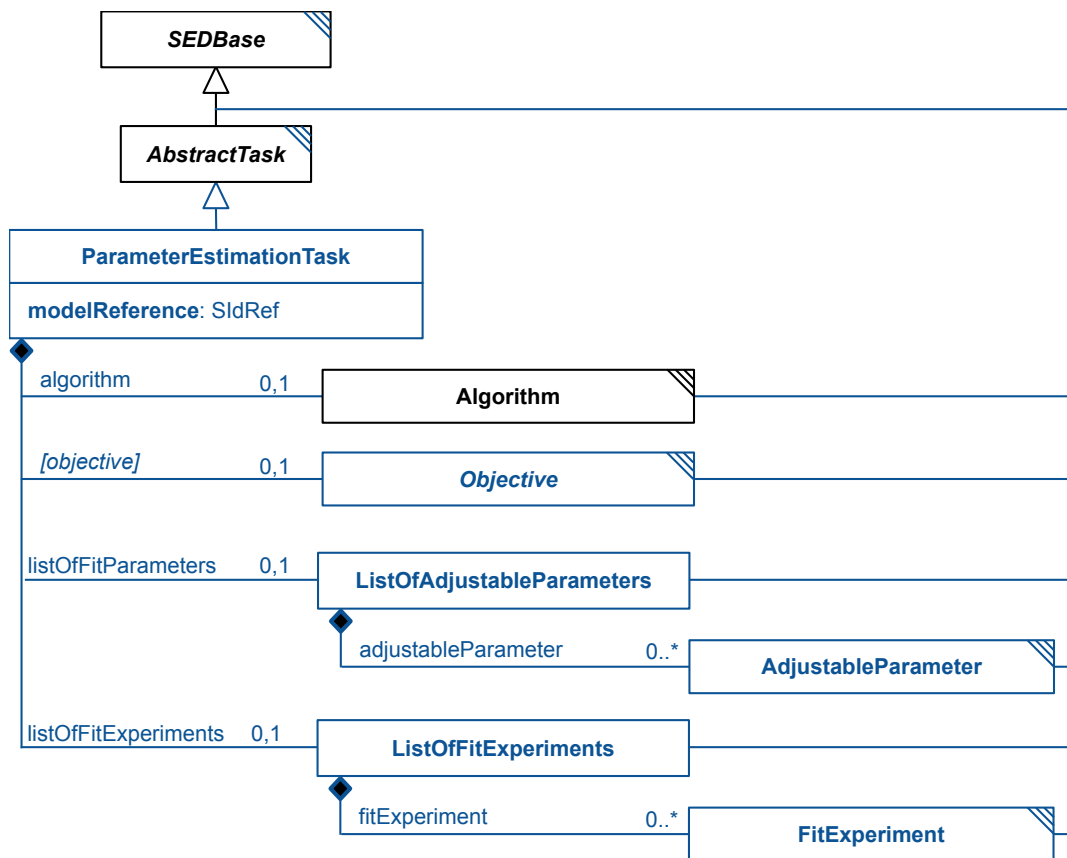 SEDBase
AbstractTask
ParameterEstimationTask
modelReference: SIdRef
algorithm 0,1 Algorithm
[objective] 0,1 Objective
listOfFitParameters 0,1 ListOfAdjustableParameters
adjustableParameter 0..* AdjustableParameter
listOfFitExperiments 0,1 ListOfFitExperiments
fitExperiment 0..* FitExperiment